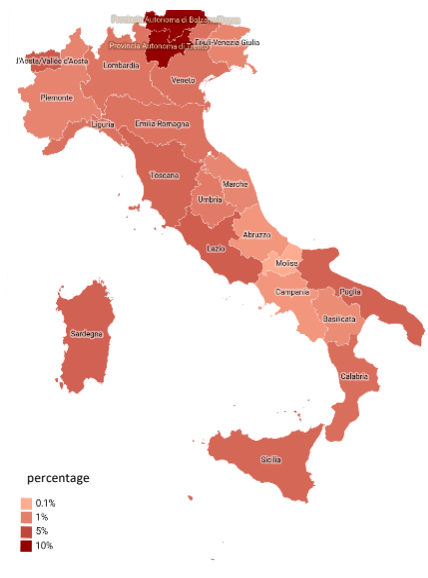 Provincia Autonoma di Bolzano/Bozen
Provincia Autonoma di Trento
Friuli-Venezia Giulia
d'Aosta/Vallée d'Aoste
Lombardia
Veneto
Piemonte
Liguria
Emilia Romagna
Toscana
Marche
Umbria
Abruzzo
Lazio
Molise
Campania
Puglia
Basilicata
Sardegna
Calabria
Sicilia
percentage
0.1%
1%
5%
10%